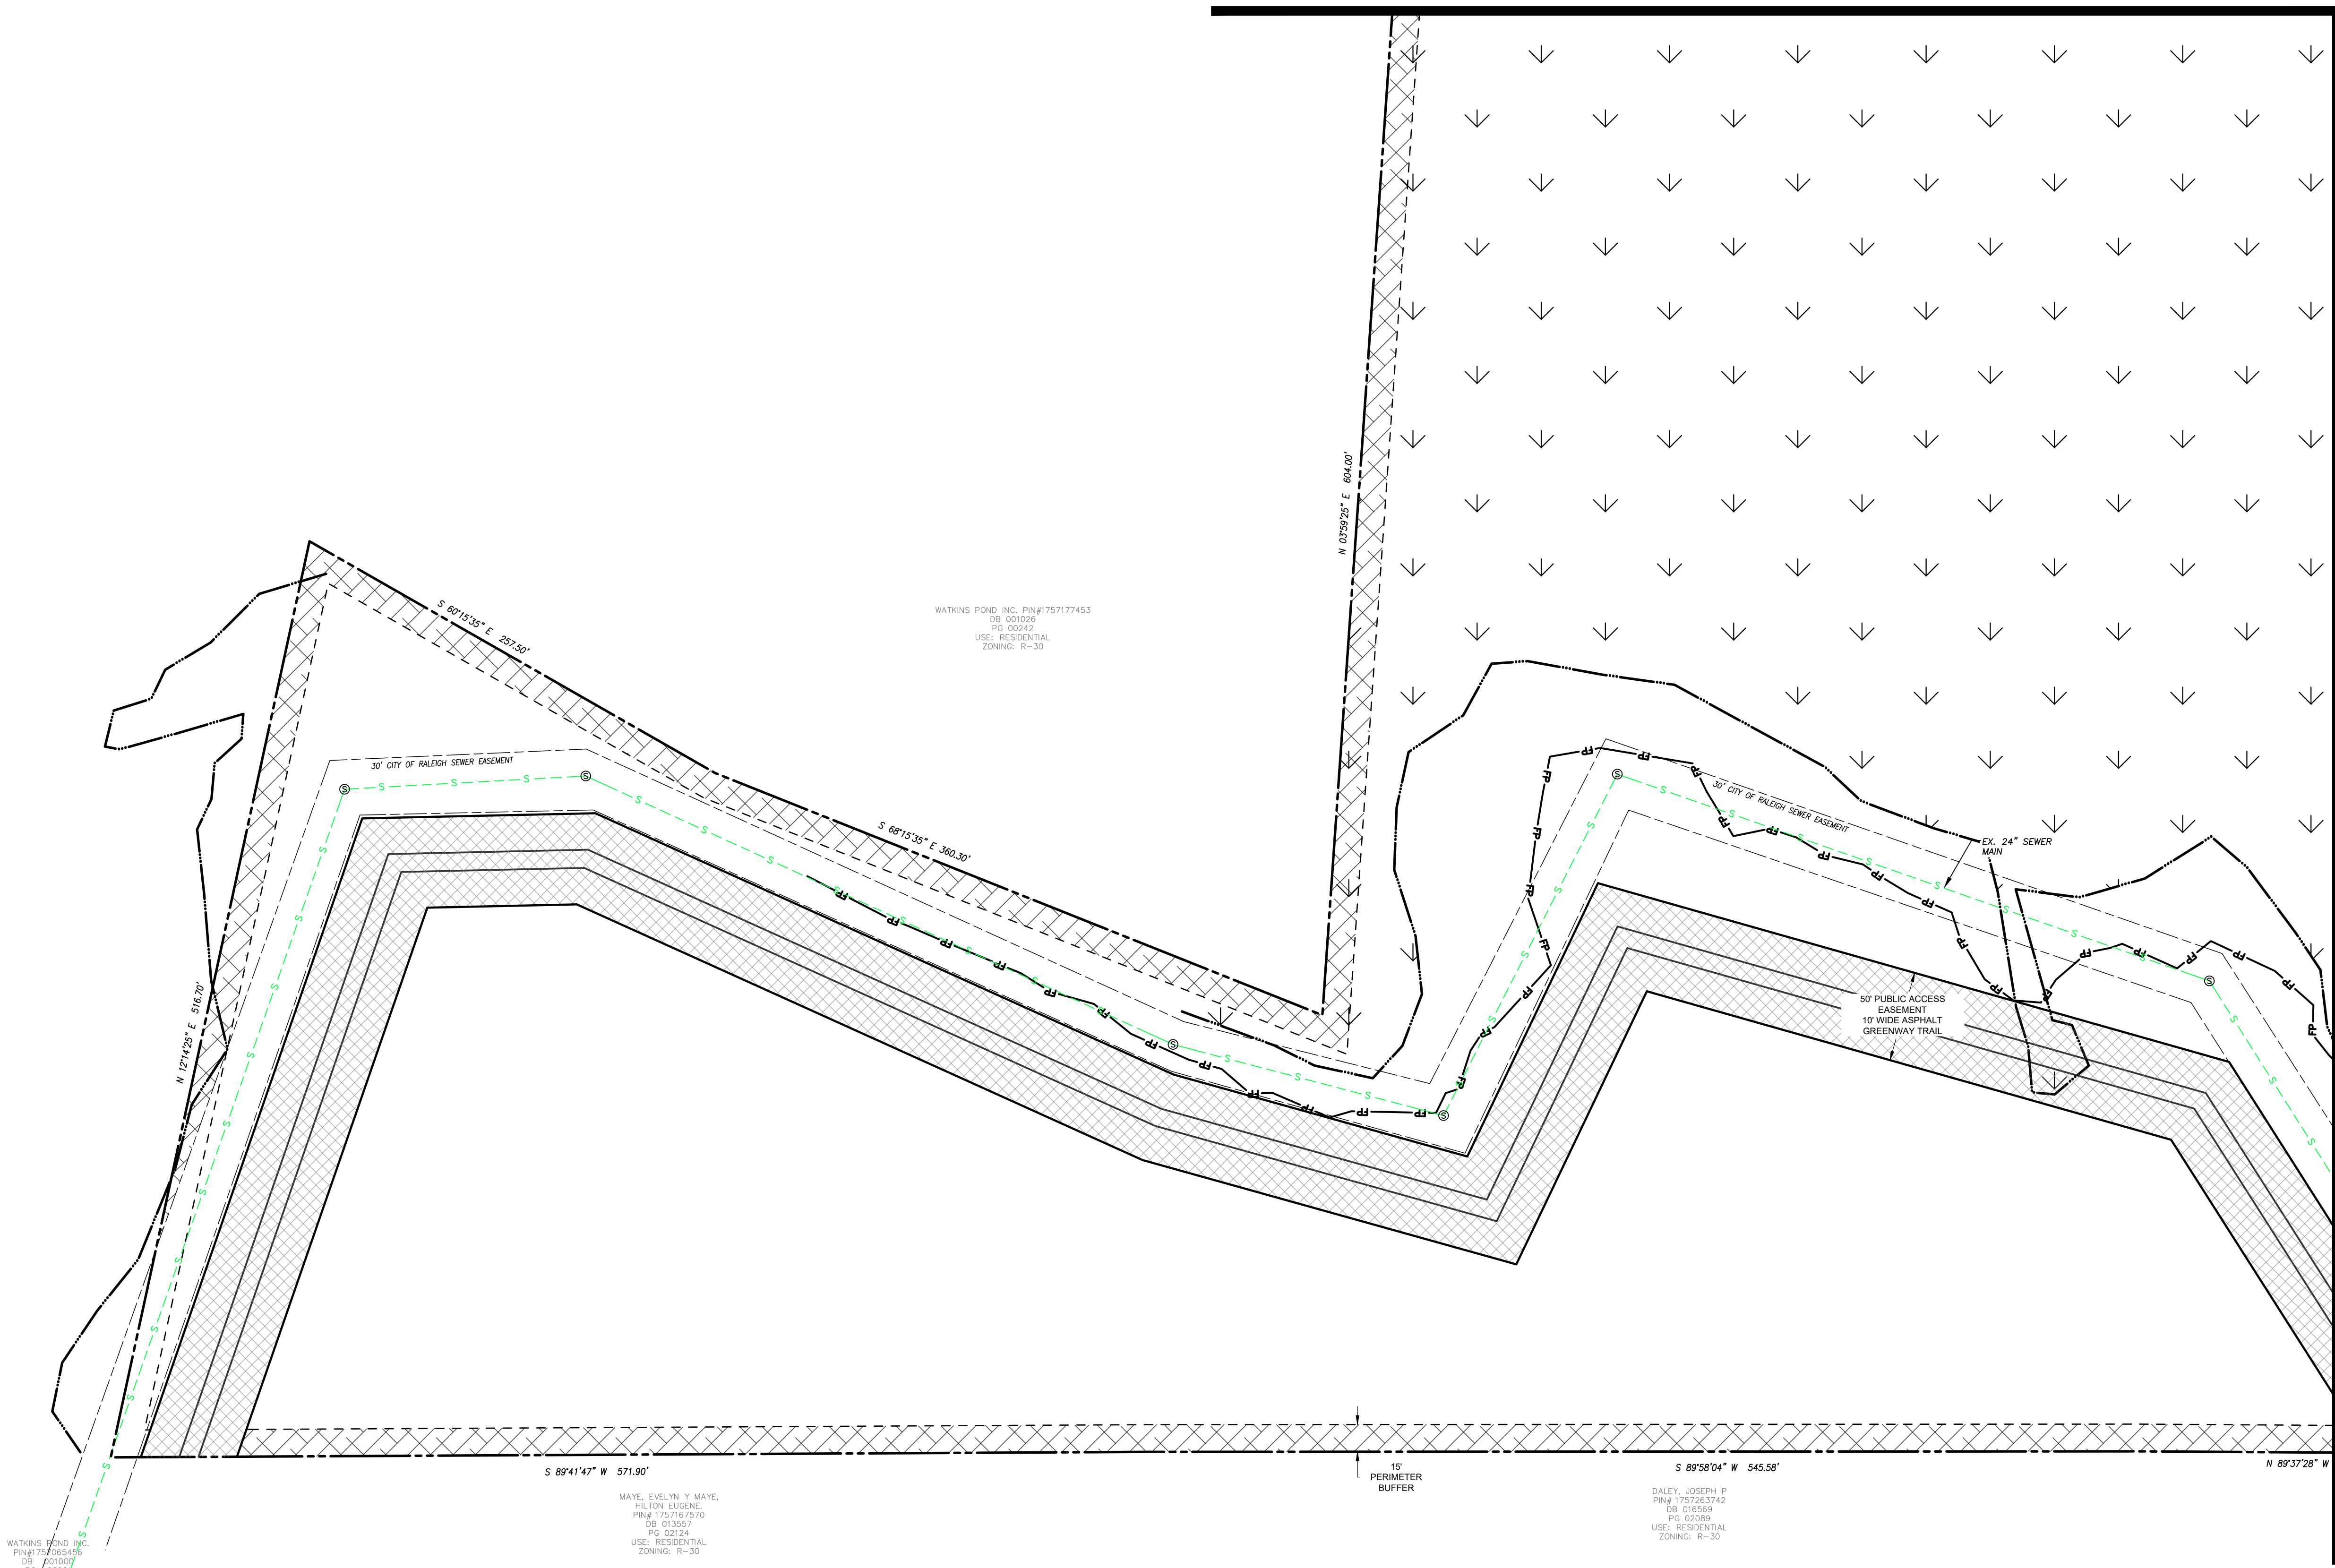 N 03°59'25" E 604.00'
S 60°15'35" E 257.50'
WATKINS POND INC. PIN#1757177453
DB 001026
PG 00242
USE: RESIDENTIAL
ZONING: R-30
30' CITY OF RALEIGH SEWER EASEMENT
S 68°15'35" E 360.30'
30' CITY OF RALEIGH SEWER EASEMENT
EX. 24" SEWER
MAIN
N 12°14'25" E 516.70'
50' PUBLIC ACCESS
EASEMENT
10' WIDE ASPHALT
GREENWAY TRAIL
S 89°41'47" W 571.90'
15'
PERIMETER
BUFFER
S 89°58'04" W 545.58'
N 89°37'28" W
MAYE, EVELYN Y MAYE,
HILTON EUGENE.
PIN# 1757167570
DB 013557
PG 02124
USE: RESIDENTIAL
ZONING: R-30
DALEY, JOSEPH P
PIN# 1757263742
DB 016569
PG 02089
USE: RESIDENTIAL
ZONING: R-30
WATKINS POND INC.
PIN#1757065456
DB 001000